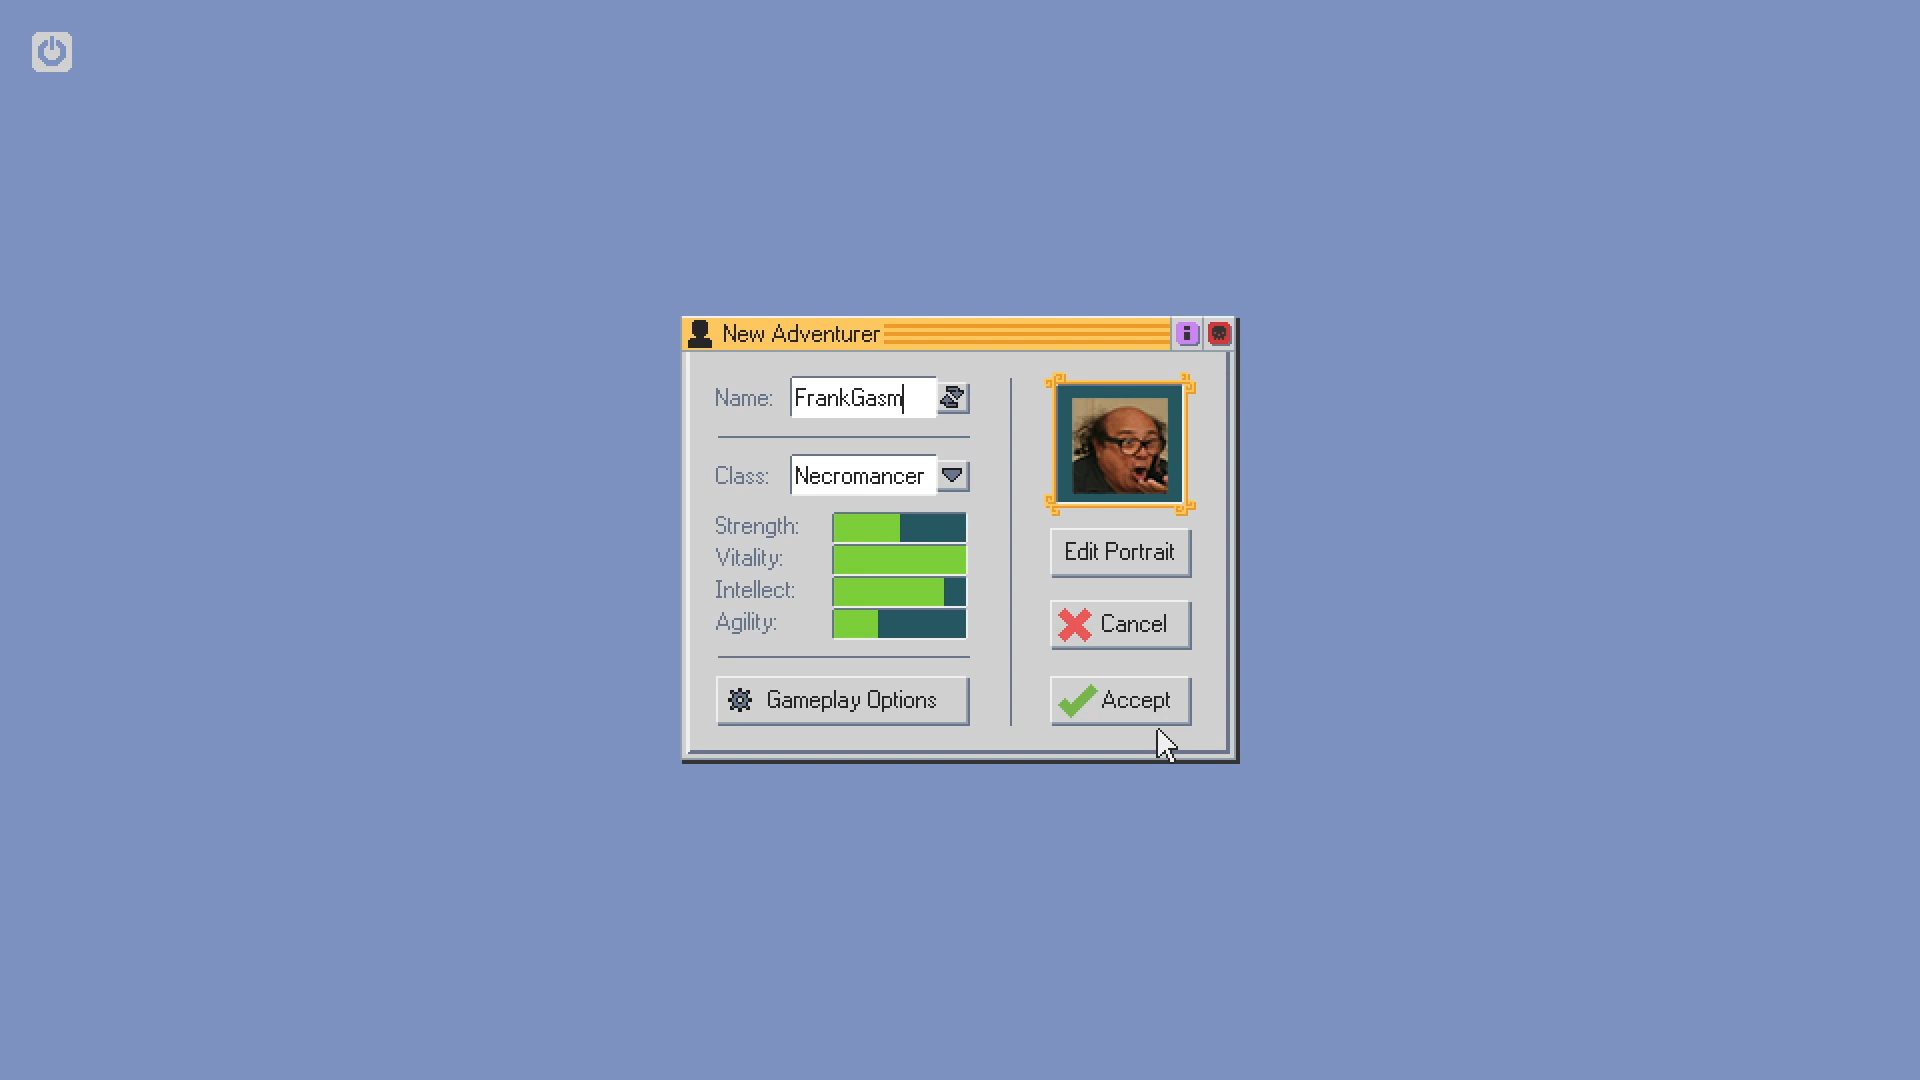 New Adventurer
Name: FrankGasm
Class: Necromancer
Strength:
Vitality:
Intellect:
Agility:
Gameplay Options
Edit Portrait
Cancel
Accept